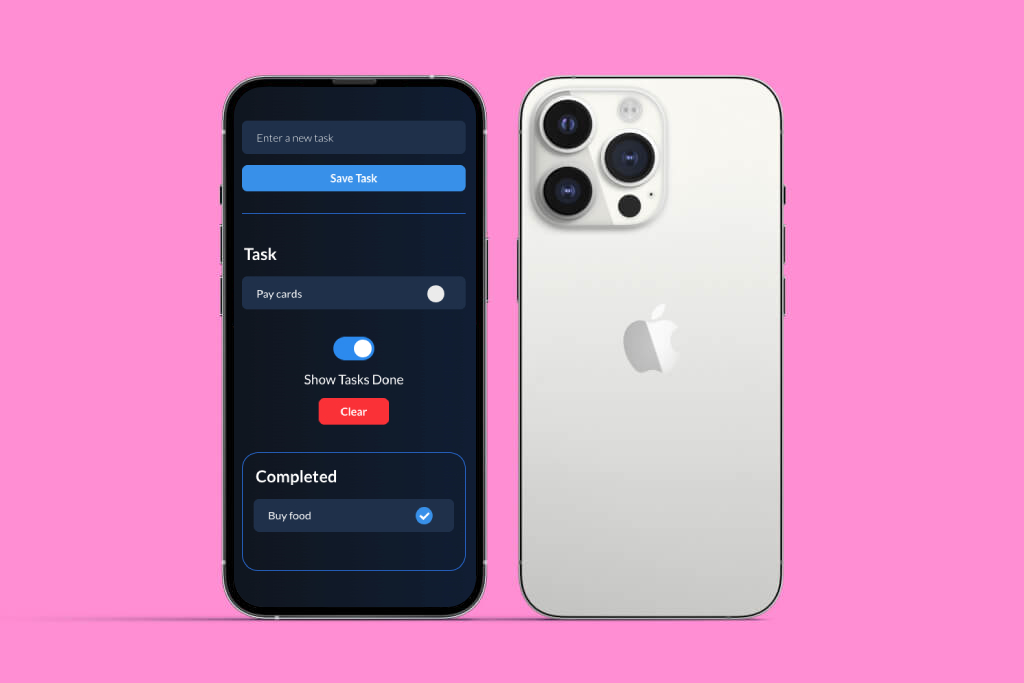 Enter a new task
Save Task
Task
Pay cards
Show Tasks Done
Clear
Completed
Buy food